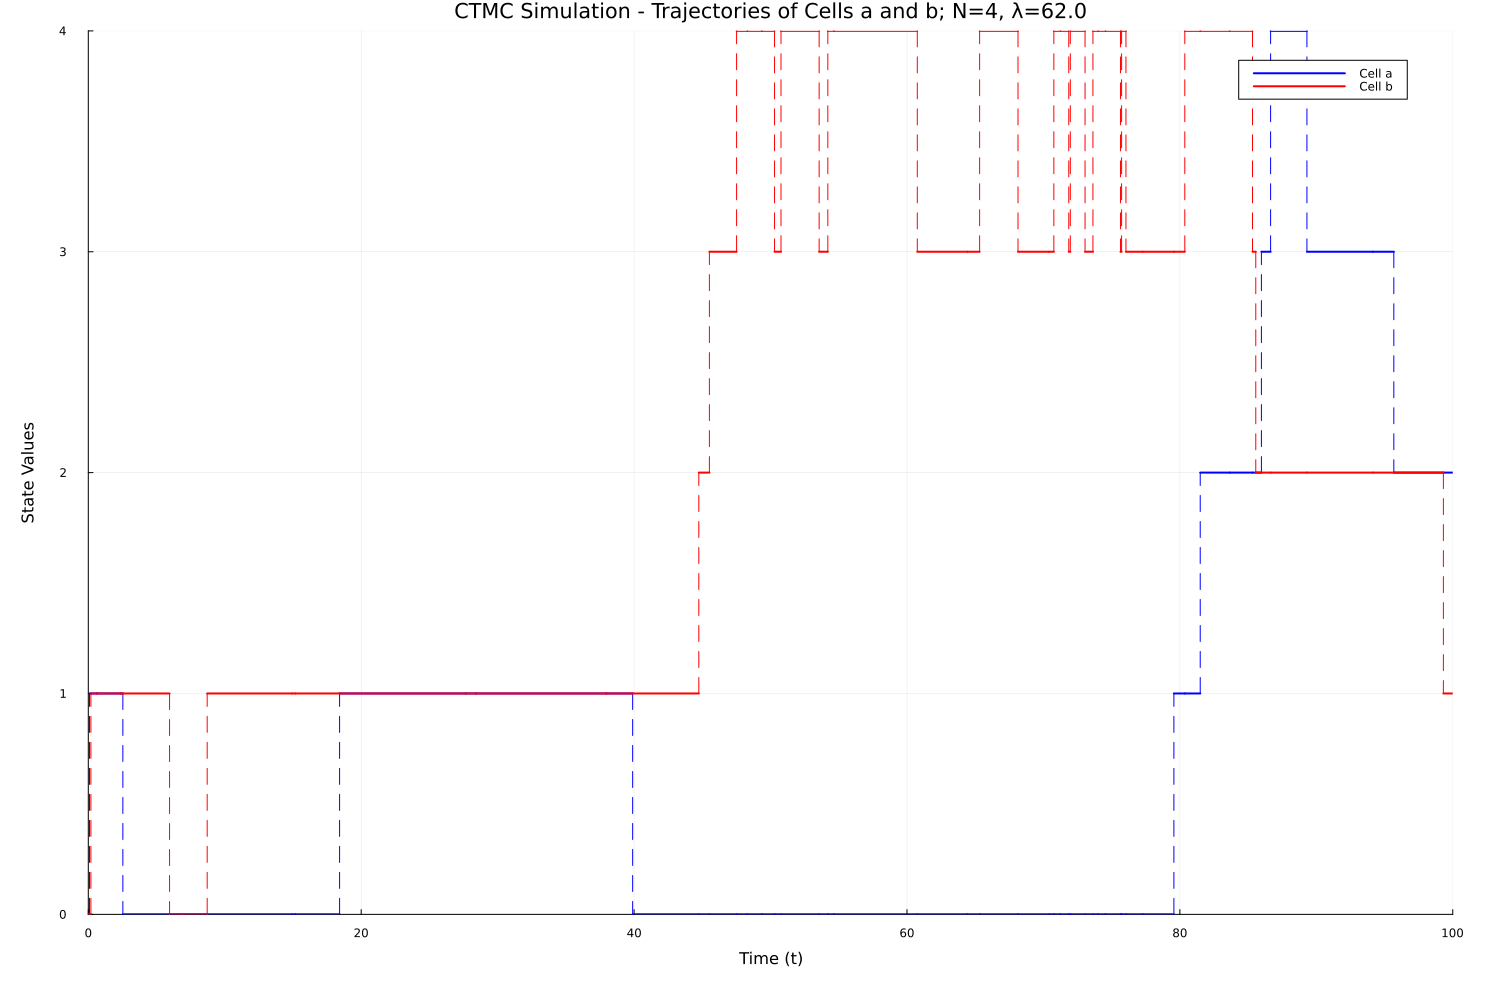 CTMC Simulation - Trajectories of Cells a and b; N=4, λ=62.0
4
Cell a
Cell b
3
State Values
2
1
0
0 20 40 60 80 100
Time (t)